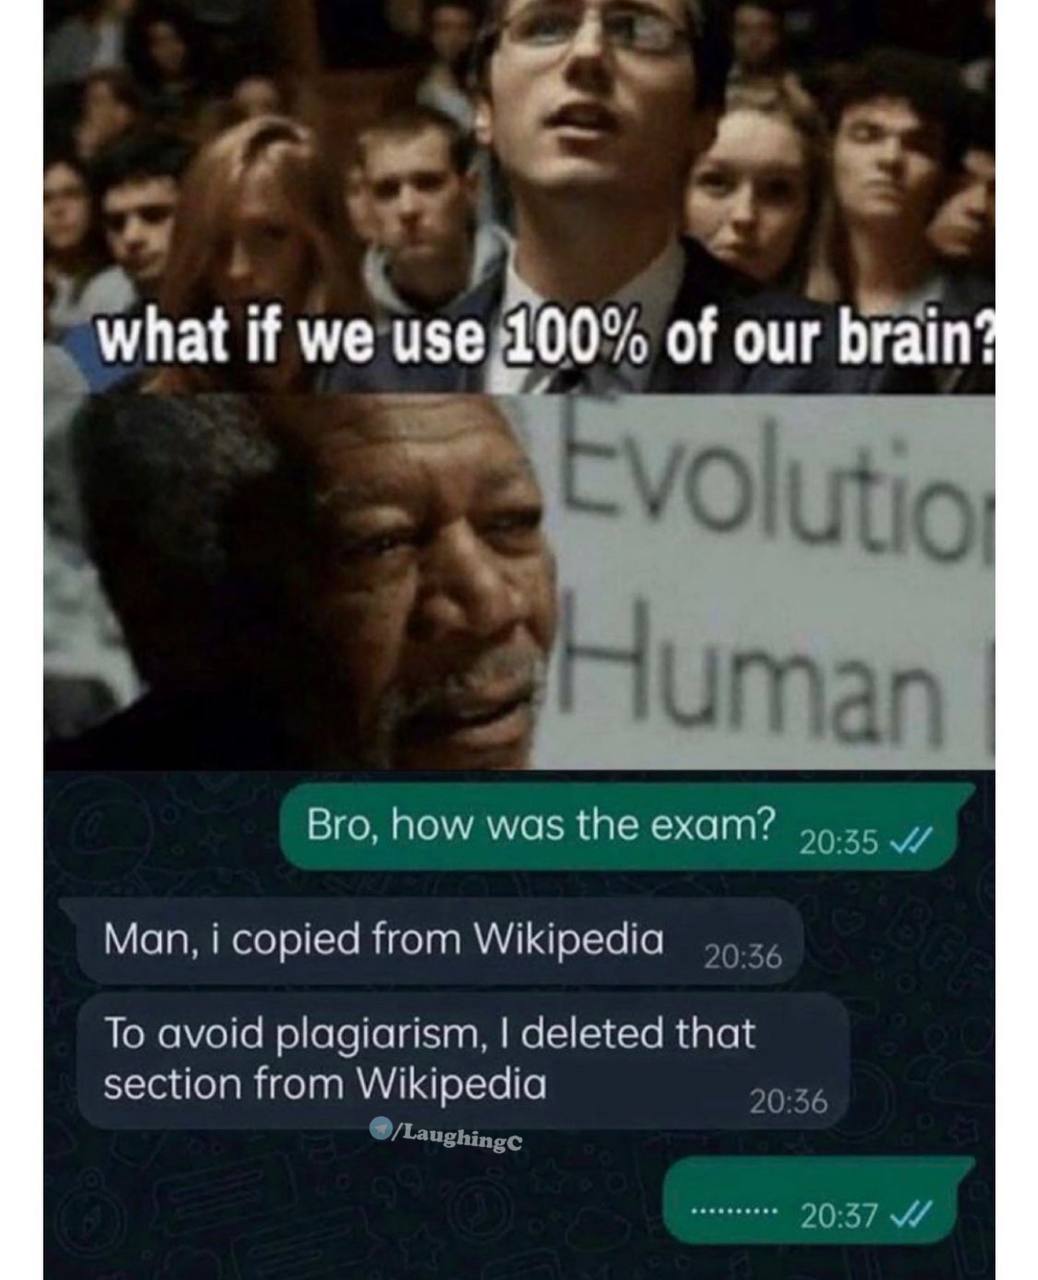 what if we use 100% of our brain?
Evolution
Human
Bro, how was the exam?
20:35
Man, i copied from Wikipedia
20:36
To avoid plagiarism, I deleted that
section from Wikipedia
20:36
/LaughingC
.......... 20:37